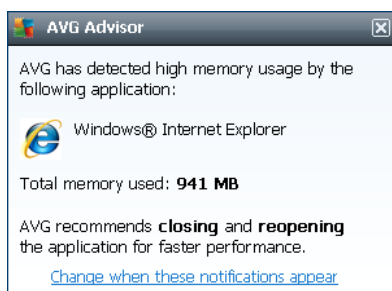 AVG Advisor
AVG has detected high memory usage by the
following application:
Windows® Internet Explorer
Total memory used: 941 MB
AVG recommends closing and reopening
the application for faster performance.
Change when these notifications appear